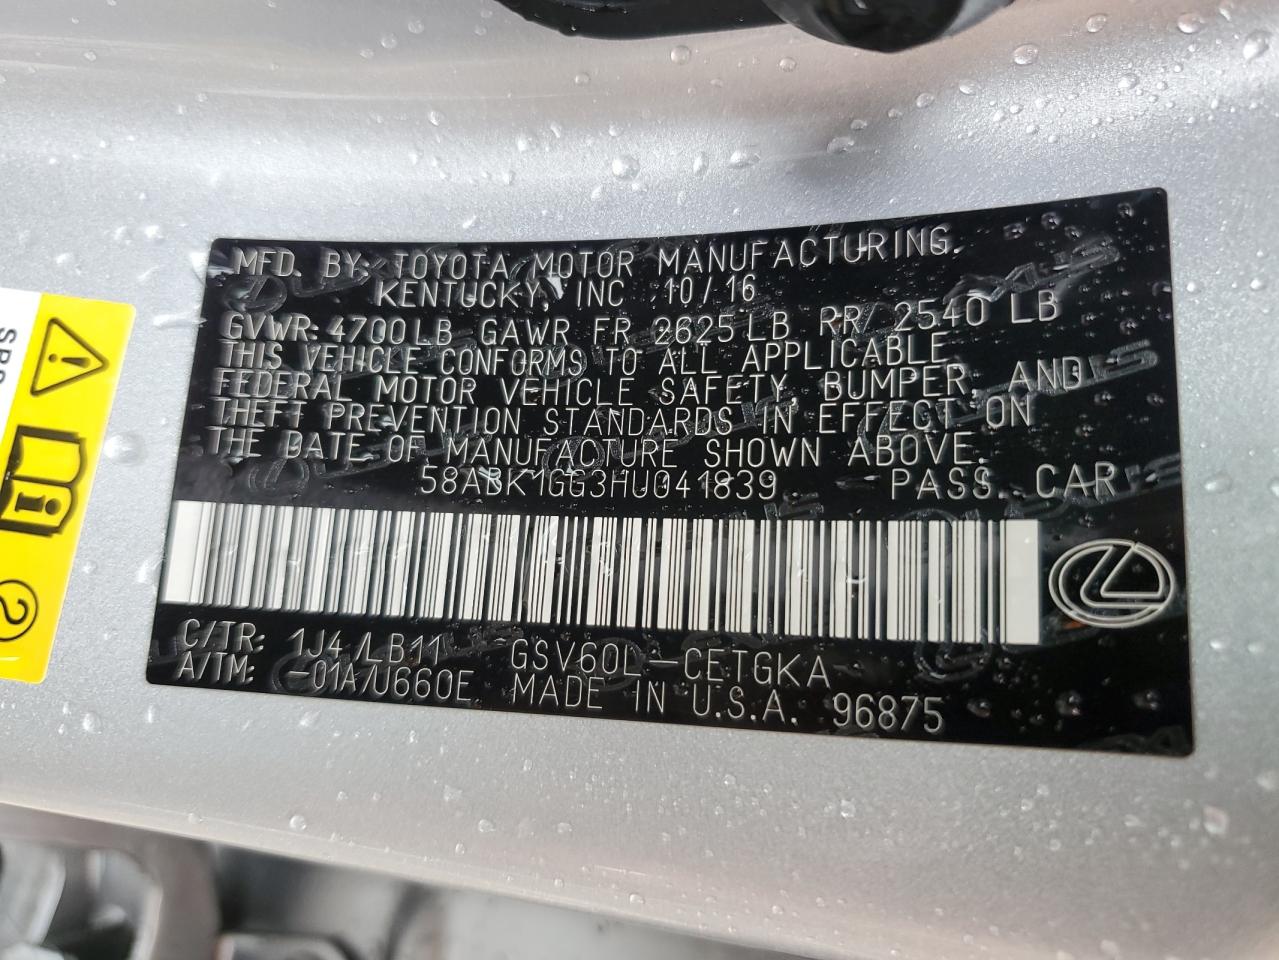 MFD. BY: TOYOTA MOTOR MANUFACTURING.
KENTUCKY, INC 10/16
GVWR: 4700LB GAWR FR 2625LB RR 2540 LB
THIS VEHICLE CONFORMS TO ALL APPLICABLE
FEDERAL MOTOR VEHICLE SAFETY, BUMPER, AND
THEFT PREVENTION STANDARDS IN EFFECT ON
THE DATE OF MANUFACTURE SHOWN ABOVE.
58ABK1GG3HU041839 PASS. CAR
C/TR: 1J4/LB11 GSV60L-CETGKA
A/TM: -01A/U660E MADE IN U.S.A. 96875
2